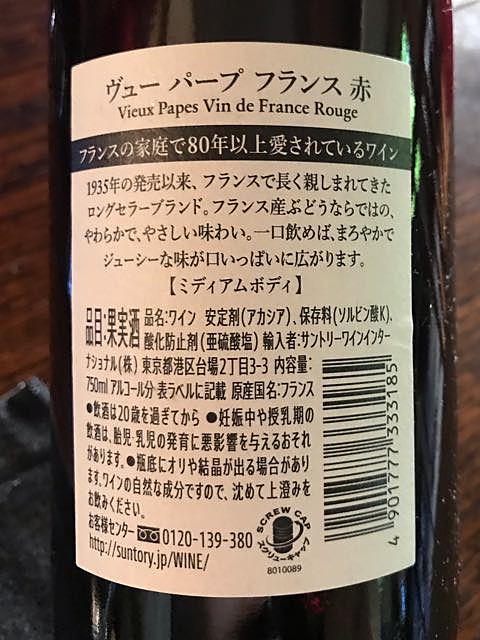 ヴュー パープ フランス 赤
Vieux Papes Vin de France Rouge
フランスの家庭で80年以上愛されているワイン
1935年の発売以来、フランスで長く親しまれてきた
ロングセラーブランド。フランス産ぶどうならではの、
やわらかで、やさしい味わい。一口飲めば、まろやかで
ジューシーな味が口いっぱいに広がります。
【ミディアムボディ】
品目:果実酒 品名:ワイン 安定剤(アカシア)、保存料(ソルビン酸K)、
酸化防止剤(亜硫酸塩) 輸入者:サントリーワインインター
ナショナル(株) 東京都港区台場2丁目3-3 内容量:
750ml アルコール分 表ラベルに記載 原産国名:フランス
●飲酒は20歳を過ぎてから ●妊娠中や授乳期の
飲酒は、胎児・乳児の発育に悪影響を与えるおそれ
があります。●瓶底にオリや結晶が出る場合があり
ます。ワインの自然な成分ですので、沈めて上澄みを
お飲みください。
お客様センター 0120-139-380
http://suntory.jp/WINE/
SCREW CAP
スクリューキャップ
8010089
4 901777 333185